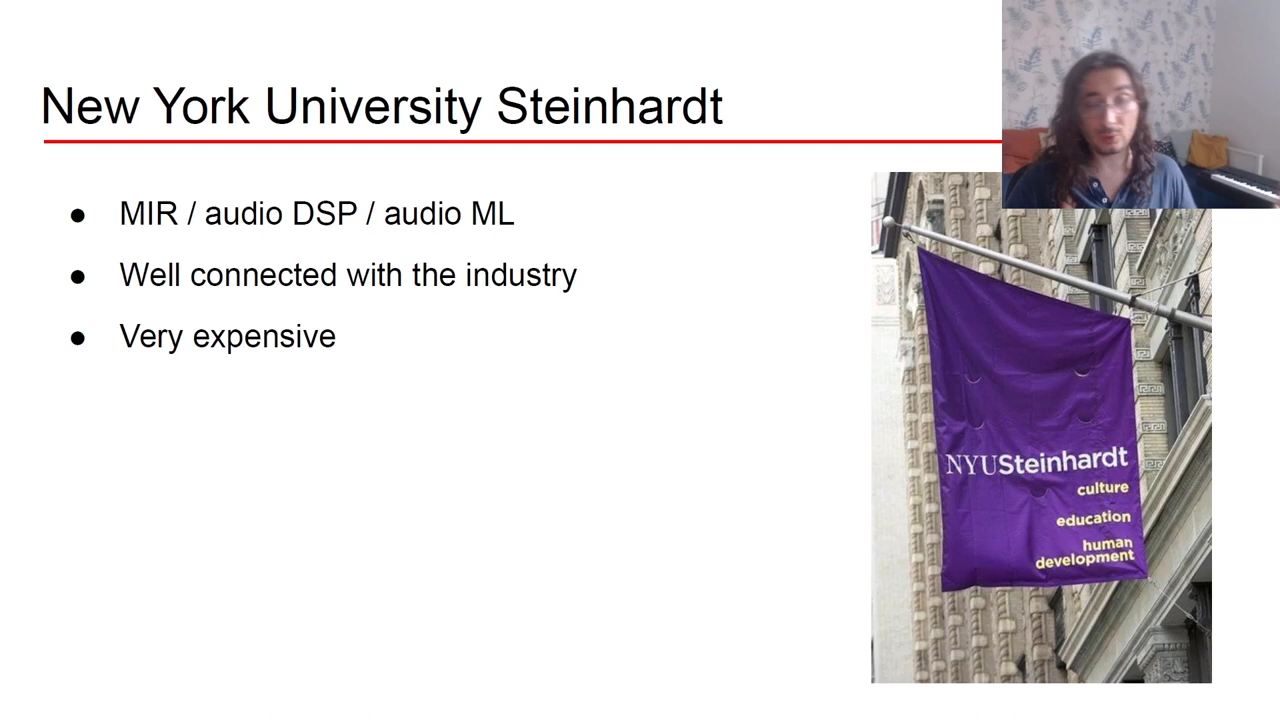 New York University Steinhardt
● MIR / audio DSP / audio ML
● Well connected with the industry
● Very expensive
NYUSteinhardt
culture
education
human
development